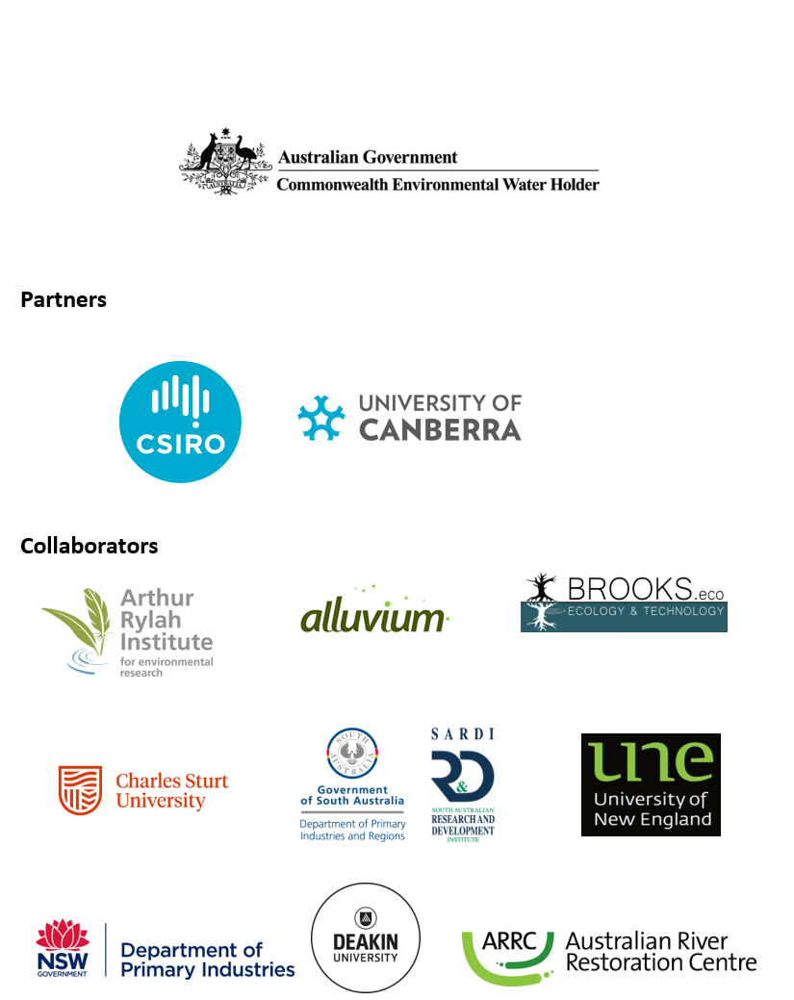 Australian Government
Commonwealth Environmental Water Holder
AUSTRALIA
Partners
CSIRO
UNIVERSITY OF
CANBERRA
Collaborators
Arthur
Rylah
Institute
for environmental
research
alluvium
BROOKS.eco
ECOLOGY & TECHNOLOGY
Charles Sturt
University
SOUTH
AUSTRALIA
Government
of South Australia
Department of Primary
Industries and Regions
SARDI
R&D
SOUTH AUSTRALIAN
RESEARCH AND
DEVELOPMENT
INSTITUTE
une
University of
New England
NSW
GOVERNMENT
Department of
Primary Industries
DEAKIN
UNIVERSITY
ARRC
Australian River
Restoration Centre